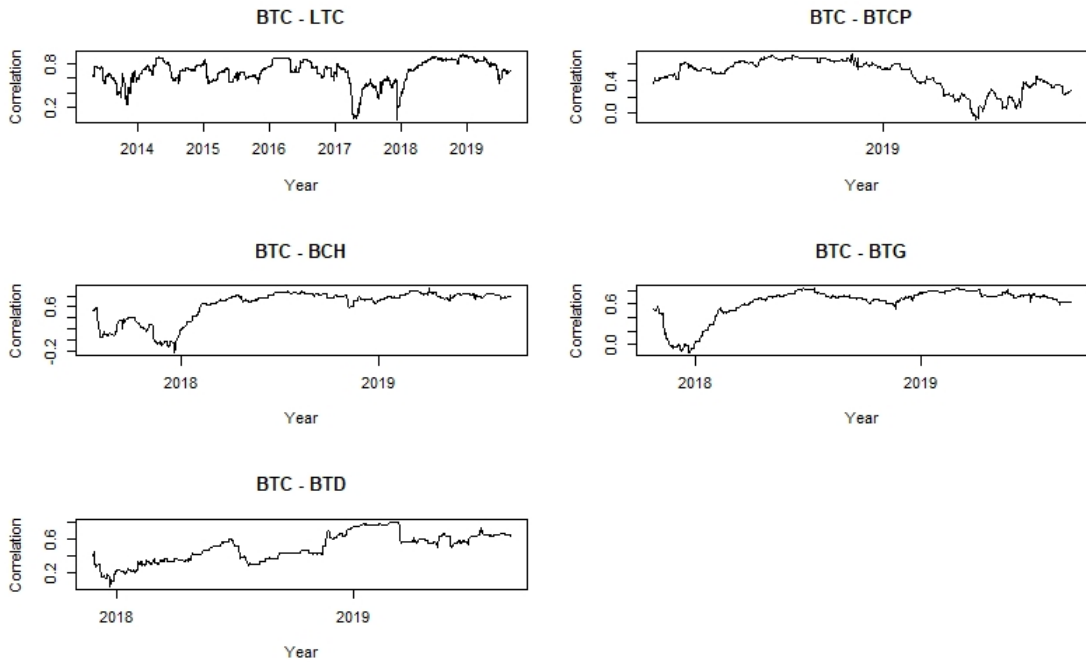 BTC - LTC
Correlation
0.8
0.2
2014 2015 2016 2017 2018 2019
Year
BTC - BTCP
Correlation
0.4
0.0
2019
Year
BTC - BCH
Correlation
0.6
-0.2
2018 2019
Year
BTC - BTG
Correlation
0.6
0.0
2018 2019
Year
BTC - BTD
Correlation
0.6
0.2
2018 2019
Year